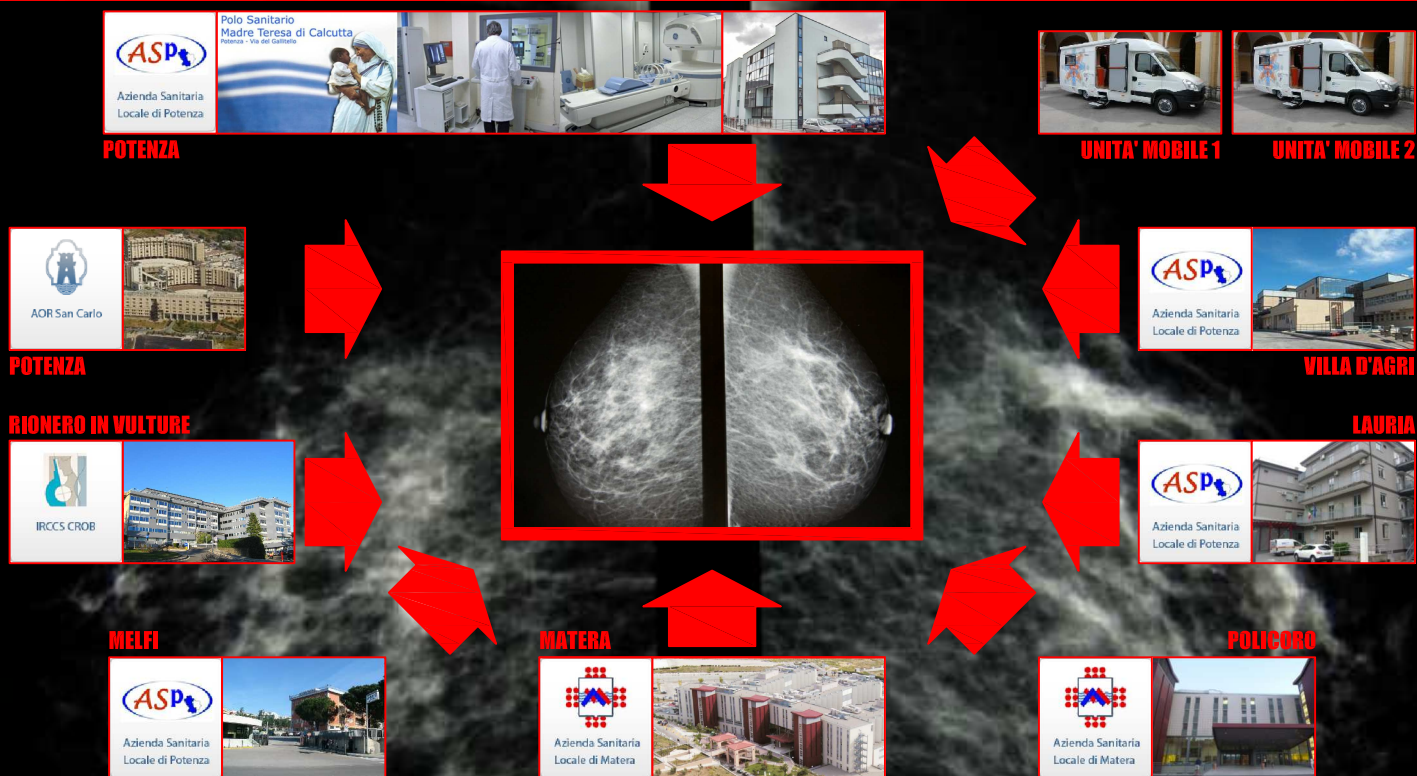 ASP
Azienda Sanitaria
Locale di Potenza
Polo Sanitario
Madre Teresa di Calcutta
Potenza - Via del Gallitello
POTENZA
UNITA' MOBILE 1
UNITA' MOBILE 2
AOR San Carlo
POTENZA
ASP
Azienda Sanitaria
Locale di Potenza
VILLA D'AGRI
RIONERO IN VULTURE
IRCCS CROB
LAURIA
ASP
Azienda Sanitaria
Locale di Potenza
MELFI
ASP
Azienda Sanitaria
Locale di Potenza
MATERA
Azienda Sanitaria
Locale di Matera
POLICORO
Azienda Sanitaria
Locale di Matera